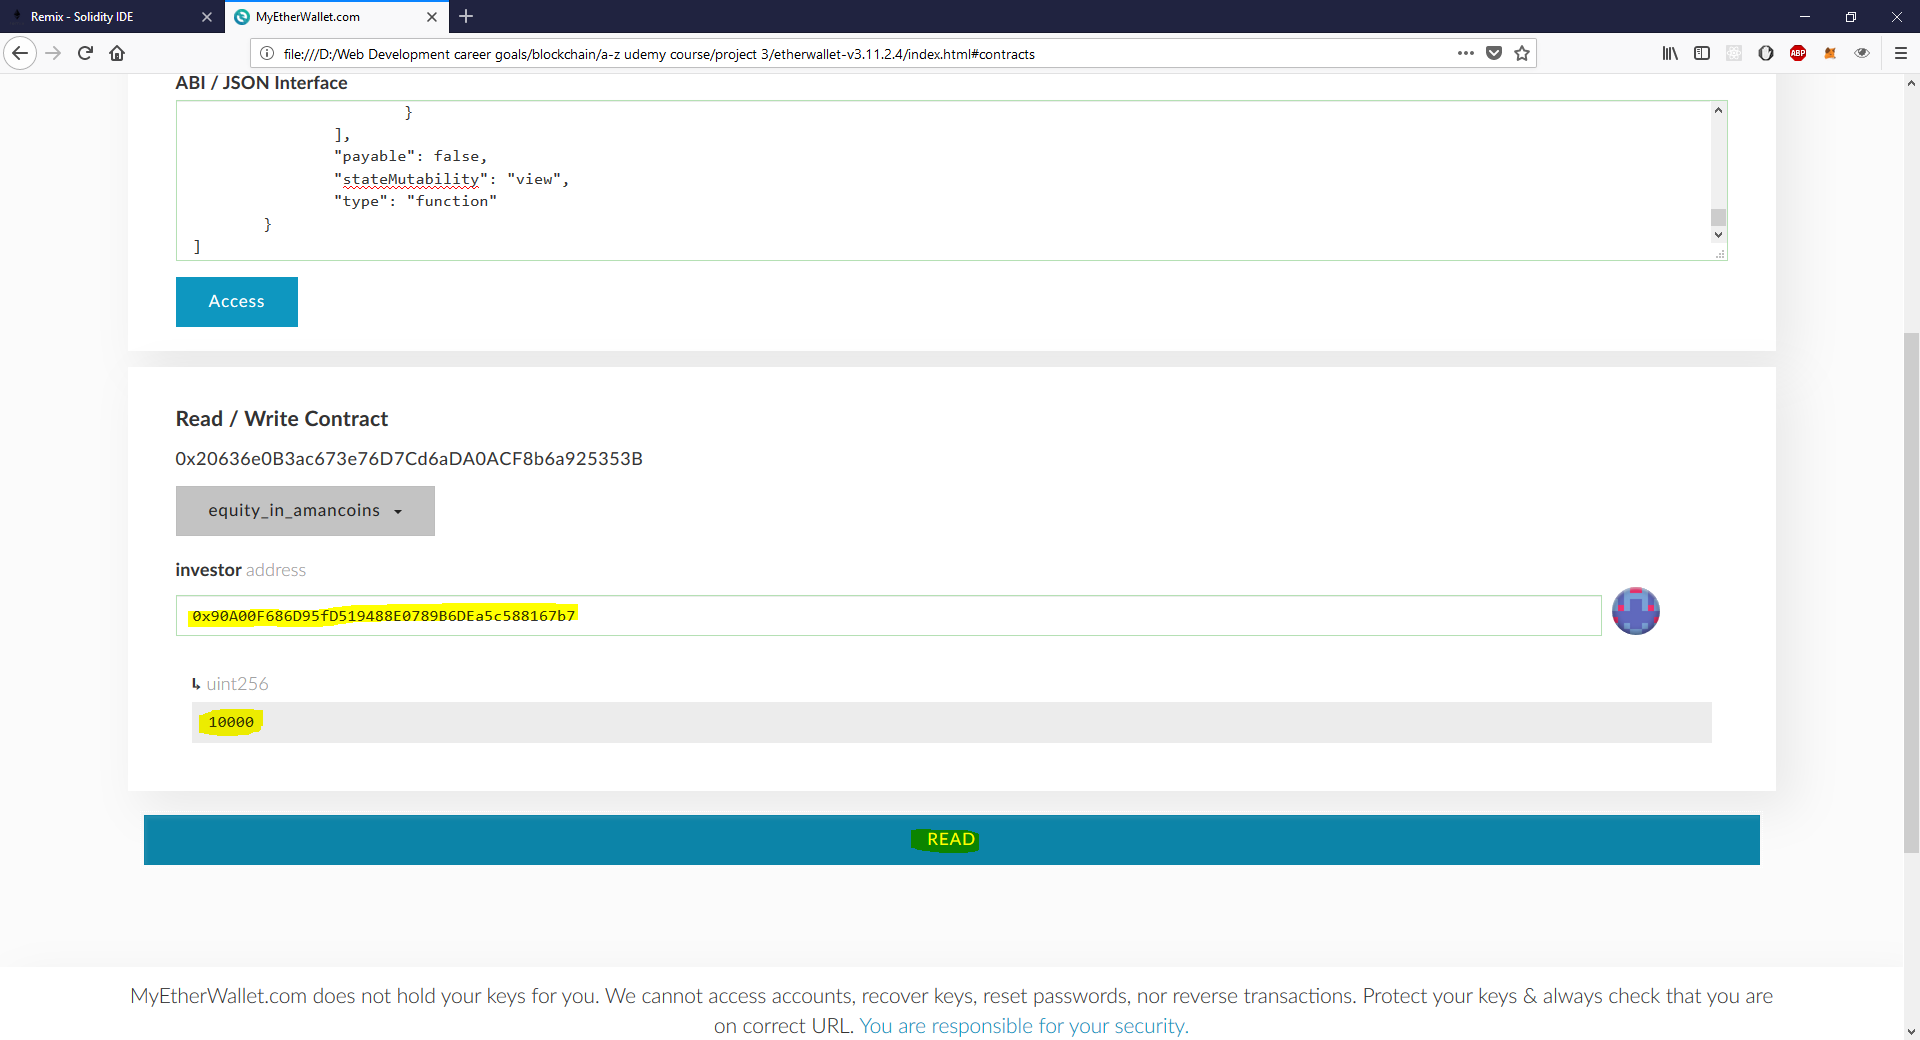 Remix - Solidity IDE
MyEtherWallet.com
file:///D:/Web Development career goals/blockchain/a-z udemy course/project 3/etherwallet-v3.11.2.4/index.html#contracts
ABP
ABI / JSON Interface
}
],
"payable": false,
"stateMutability": "view",
"type": "function"
}
]
Access
Read / Write Contract
0x20636e0B3ac673e76D7Cd6aDA0ACF8b6a925353B
equity_in_amancoins
investor address
0x90A00F686D95fD519488E0789B6DEa5c588167b7
↳ uint256
10000
READ
MyEtherWallet.com does not hold your keys for you. We cannot access accounts, recover keys, reset passwords, nor reverse transactions. Protect your keys & always check that you are
on correct URL. You are responsible for your security.